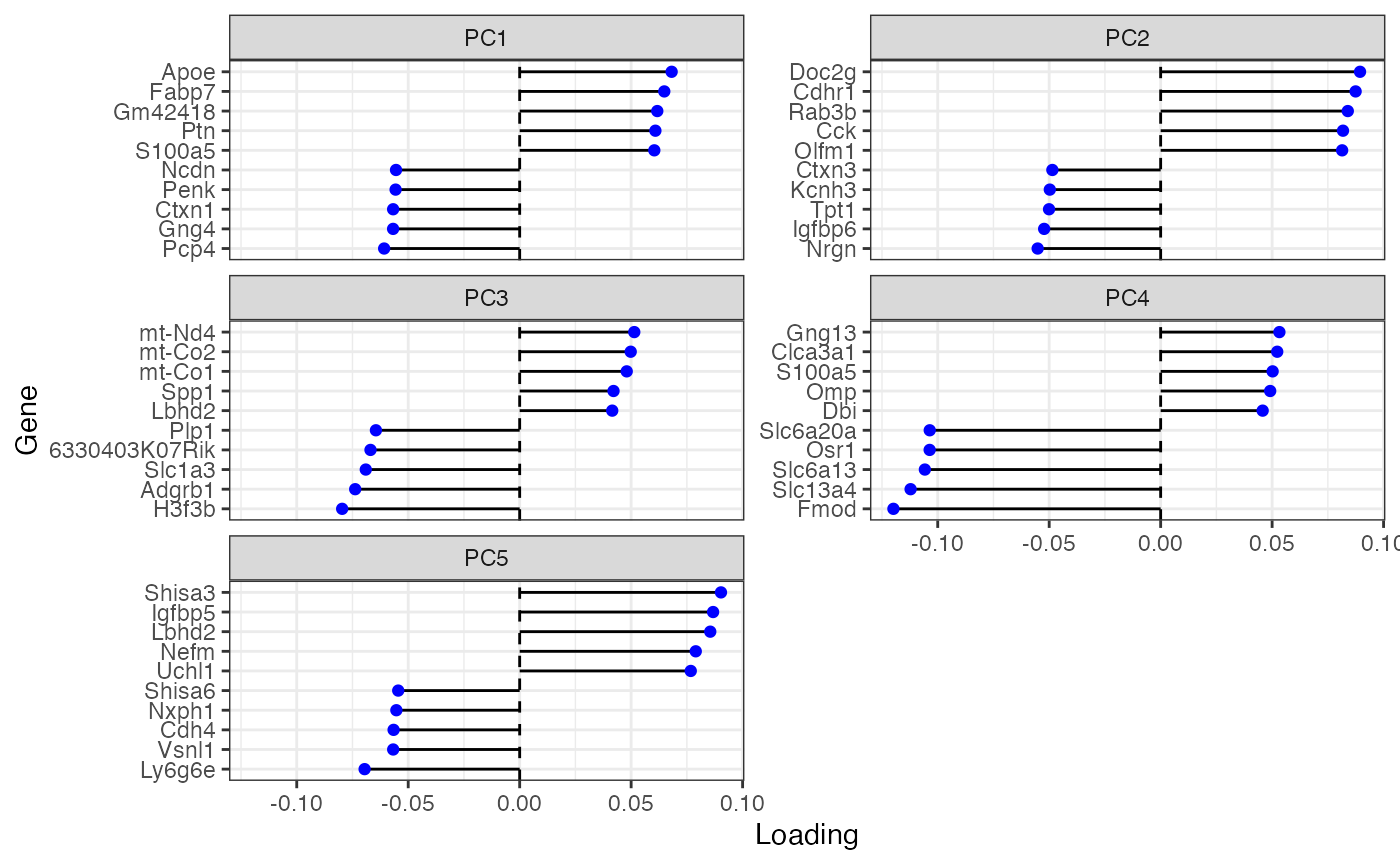 PC1
Apoe
Fabp7
Gm42418
Ptn
S100a5
Ncdn
Penk
Ctxn1
Gng4
Pcp4
PC2
Doc2g
Cdhr1
Rab3b
Cck
Olfm1
Ctxn3
Kcnh3
Tpt1
Igfbp6
Nrgn
Gene
PC3
mt-Nd4
mt-Co2
mt-Co1
Spp1
Lbhd2
Plp1
6330403K07Rik
Slc1a3
Adgrb1
H3f3b
PC4
Gng13
Clca3a1
S100a5
Omp
Dbi
Slc6a20a
Osr1
Slc6a13
Slc13a4
Fmod
-0.10 -0.05 0.00 0.05 0.10
PC5
Shisa3
Igfbp5
Lbhd2
Nefm
Uchl1
Shisa6
Nxph1
Cdh4
Vsnl1
Ly6g6e
-0.10 -0.05 0.00 0.05 0.10
Loading